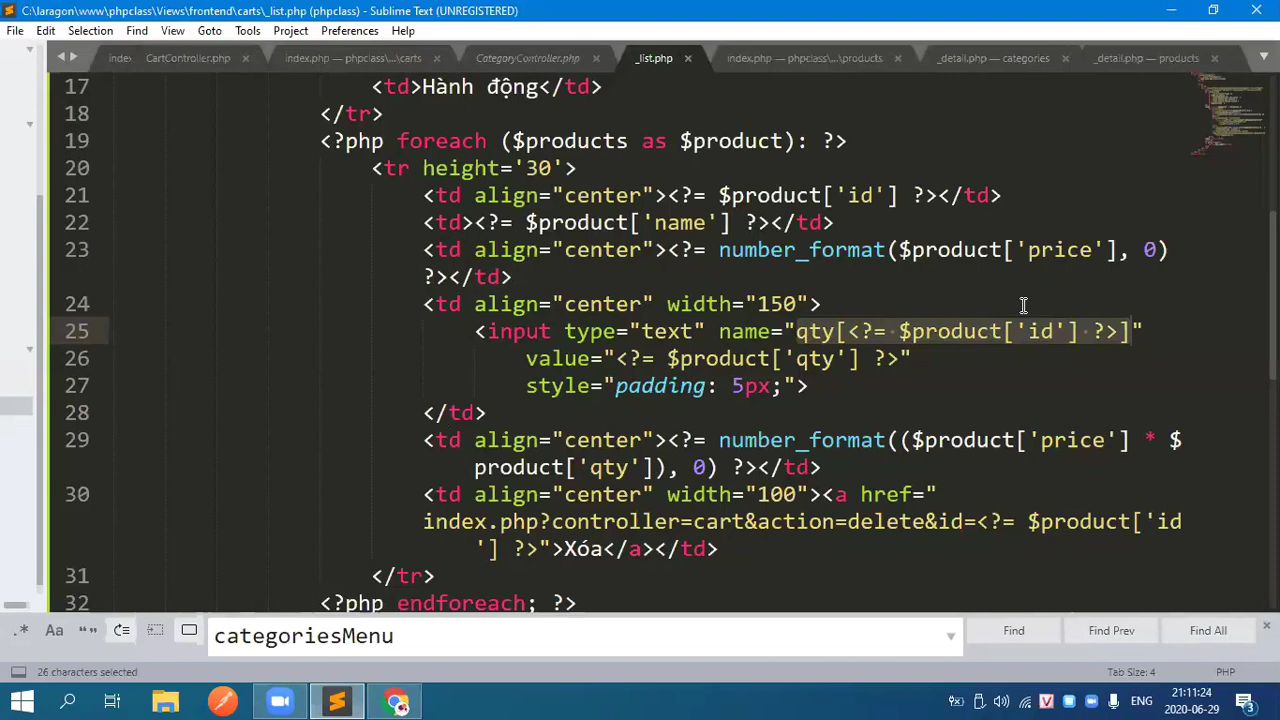 C:\laragon\www\phpclass\Views\frontend\carts\_list.php (phpclass) - Sublime Text (UNREGISTERED)
File Edit Selection Find View Goto Tools Project Preferences Help
index CartController.php index.php — phpclass\...\carts CategoryController.php _list.php index.php — phpclass\...\products _detail.php — categories _detail.php — products
17 <td>Hành động</td>
18 </tr>
19 <?php foreach ($products as $product): ?>
20 <tr height='30'>
21 <td align="center"><?= $product['id'] ?></td>
22 <td><?= $product['name'] ?></td>
23 <td align="center"><?= number_format($product['price'], 0)
?></td>
24 <td align="center" width="150">
25 <input type="text" name="qty[<?= $product['id'] ?>]"
26 value="<?= $product['qty'] ?>"
27 style="padding: 5px;">
28 </td>
29 <td align="center"><?= number_format(($product['price'] * $
product['qty']), 0) ?></td>
30 <td align="center" width="100"><a href="
index.php?controller=cart&action=delete&id=<?= $product['id
'] ?>">Xóa</a></td>
31 </tr>
32 <?php endforeach; ?>
.* Aa “” categoriesMenu Find Find Prev Find All
26 characters selected Tab Size: 4 PHP
ENG 21:11:24
2020-06-29 3